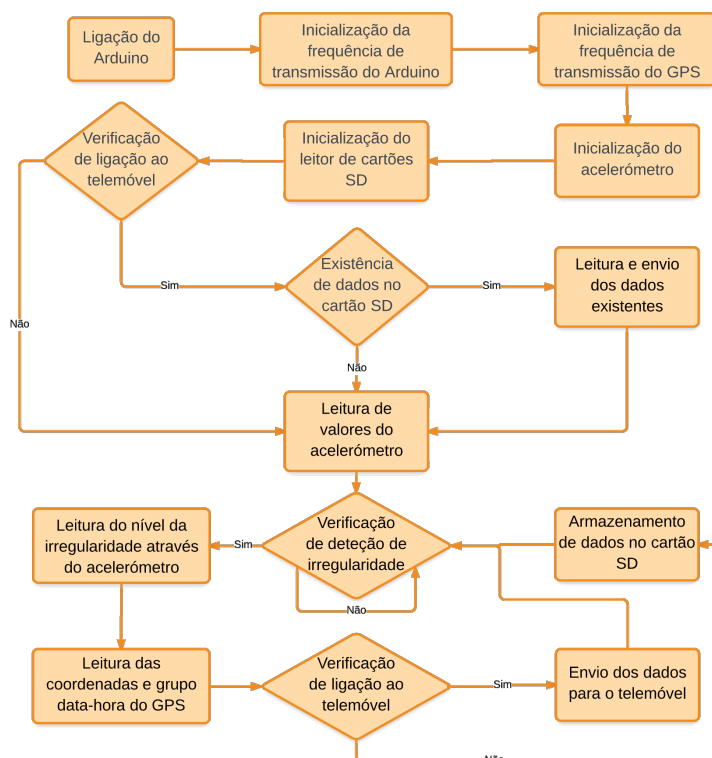 Ligação do
Arduino
Inicialização da
frequência de
transmissão do Arduino
Inicialização da
frequência de
transmissão do GPS
Verificação
de ligação ao
telemóvel
Inicialização do
leitor de cartões
SD
Inicialização do
acelerómetro
Sim
Existência
de dados no
cartão SD
Sim
Leitura e envio
dos dados
existentes
Não
Não
Leitura de
valores do
acelerómetro
Leitura do nível da
irregularidade através
do acelerómetro
Sim
Verificação
de deteção de
irregularidade
Não
Armazenamento
de dados no cartão
SD
Leitura das
coordenadas e grupo
data-hora do GPS
Verificação
de ligação ao
telemóvel
Sim
Envio dos dados
para o telemóvel
Não